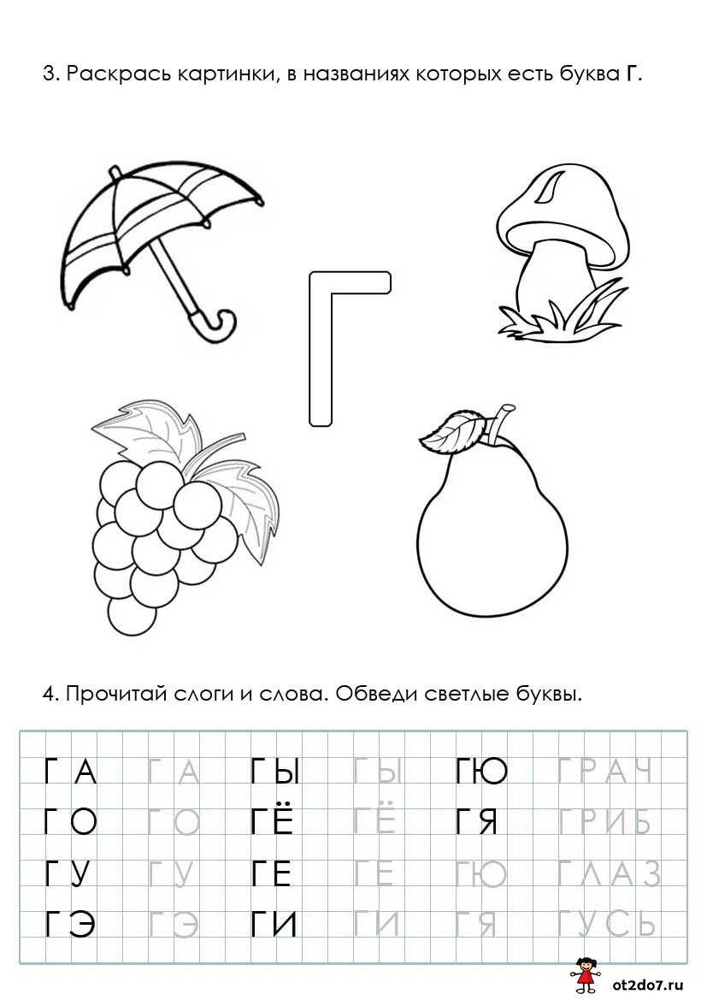 3. Раскрась картинки, в названиях которых есть буква Г.
Г
4. Прочитай слоги и слова. Обведи светлые буквы.
ГА ГА ГЫ ГЫ ГЮ ГРАЧ
ГО ГО ГЁ ГЁ ГЯ ГРИБ
ГУ ГУ ГЕ ГЕ ГЮ ГЛАЗ
ГЭ ГЭ ГИ ГИ ГЯ ГУСЬ
ot2do7.ru